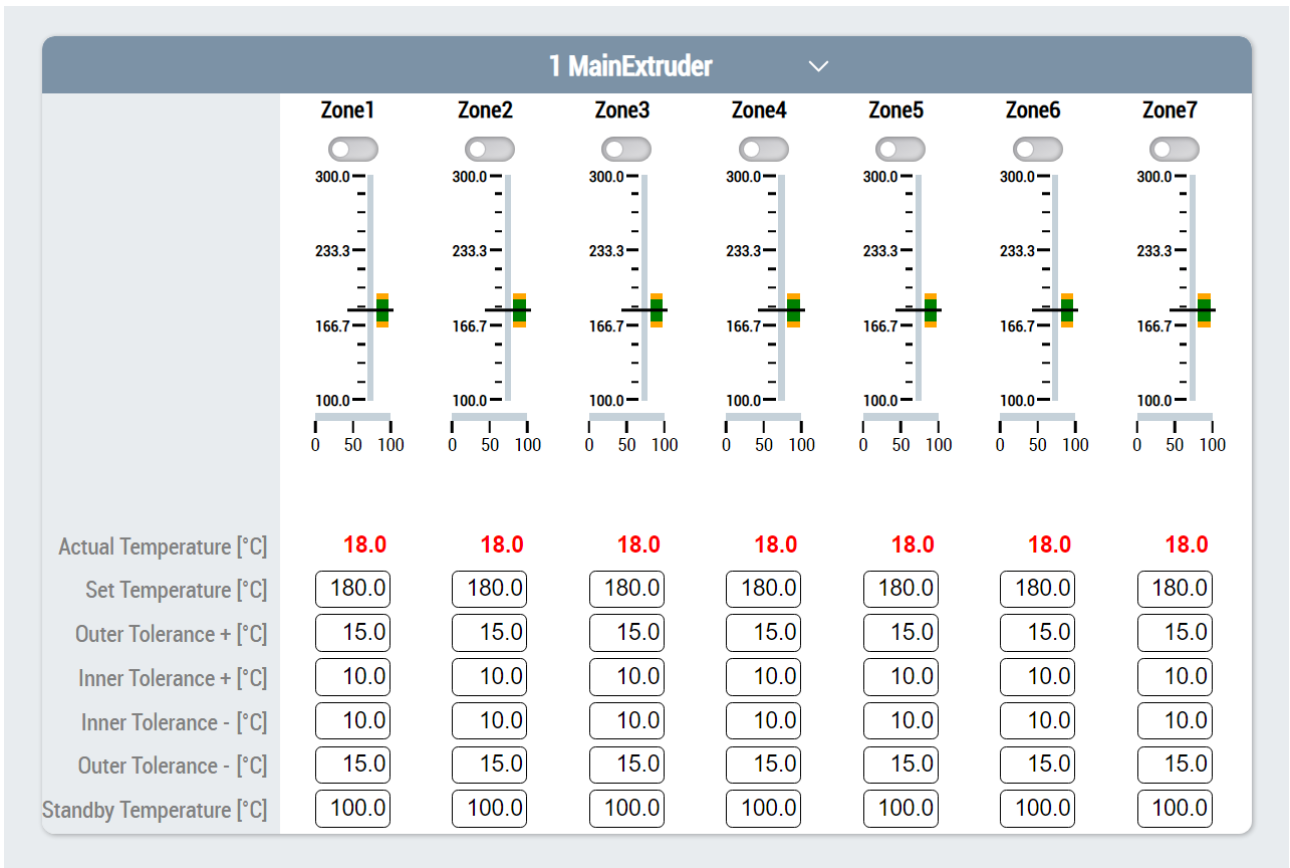 1 MainExtruder
Zone1 Zone2 Zone3 Zone4 Zone5 Zone6 Zone7
300.0 300.0 300.0 300.0 300.0 300.0 300.0
233.3 233.3 233.3 233.3 233.3 233.3 233.3
166.7 166.7 166.7 166.7 166.7 166.7 166.7
100.0 100.0 100.0 100.0 100.0 100.0 100.0
0 50 100 0 50 100 0 50 100 0 50 100 0 50 100 0 50 100 0 50 100
Actual Temperature [°C] 18.0 18.0 18.0 18.0 18.0 18.0 18.0
Set Temperature [°C] 180.0 180.0 180.0 180.0 180.0 180.0 180.0
Outer Tolerance + [°C] 15.0 15.0 15.0 15.0 15.0 15.0 15.0
Inner Tolerance + [°C] 10.0 10.0 10.0 10.0 10.0 10.0 10.0
Inner Tolerance - [°C] 10.0 10.0 10.0 10.0 10.0 10.0 10.0
Outer Tolerance - [°C] 15.0 15.0 15.0 15.0 15.0 15.0 15.0
Standby Temperature [°C] 100.0 100.0 100.0 100.0 100.0 100.0 100.0